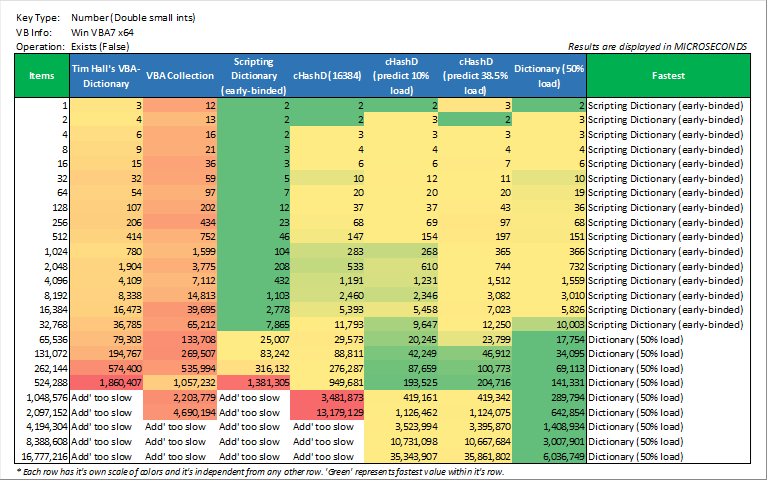 Key Type: Number (Double small ints)
VB Info: Win VBA7 x64
Operation: Exists (False)
Results are displayed in MICROSECONDS
Items Tim Hall's VBA-Dictionary VBA Collection Scripting Dictionary (early-binded) cHashD (16384) cHashD (predict 10% load) cHashD (predict 38.5% load) Dictionary (50% load) Fastest
1 3 12 2 2 2 3 2 Scripting Dictionary (early-binded)
2 4 13 2 2 3 2 3 Scripting Dictionary (early-binded)
4 6 16 2 3 3 3 3 Scripting Dictionary (early-binded)
8 9 21 3 4 4 4 4 Scripting Dictionary (early-binded)
16 15 36 3 6 6 7 6 Scripting Dictionary (early-binded)
32 32 59 5 10 12 11 10 Scripting Dictionary (early-binded)
64 54 97 7 20 20 20 19 Scripting Dictionary (early-binded)
128 107 202 12 37 37 43 36 Scripting Dictionary (early-binded)
256 206 434 23 68 69 97 68 Scripting Dictionary (early-binded)
512 414 752 46 147 154 197 151 Scripting Dictionary (early-binded)
1,024 780 1,599 104 283 268 365 366 Scripting Dictionary (early-binded)
2,048 1,904 3,775 208 533 610 744 732 Scripting Dictionary (early-binded)
4,096 4,109 7,112 432 1,191 1,231 1,512 1,559 Scripting Dictionary (early-binded)
8,192 8,338 14,813 1,103 2,460 2,346 3,082 3,010 Scripting Dictionary (early-binded)
16,384 16,473 39,695 2,778 5,393 5,458 7,023 5,826 Scripting Dictionary (early-binded)
32,768 36,785 65,212 7,865 11,793 9,647 12,250 10,003 Scripting Dictionary (early-binded)
65,536 79,303 133,708 25,007 29,573 20,245 23,799 17,754 Dictionary (50% load)
131,072 194,767 269,507 83,242 88,811 42,249 46,912 34,095 Dictionary (50% load)
262,144 574,400 535,994 316,132 276,287 87,659 100,773 69,113 Dictionary (50% load)
524,288 1,860,407 1,057,232 1,381,305 949,681 193,525 204,716 141,331 Dictionary (50% load)
1,048,576 Add' too slow 2,203,779 Add' too slow 3,481,873 419,161 419,342 289,794 Dictionary (50% load)
2,097,152 Add' too slow 4,690,194 Add' too slow 13,179,129 1,126,462 1,124,075 642,854 Dictionary (50% load)
4,194,304 Add' too slow Add' too slow Add' too slow Add' too slow 3,523,994 3,395,870 1,408,934 Dictionary (50% load)
8,388,608 Add' too slow Add' too slow Add' too slow Add' too slow 10,731,098 10,667,684 3,007,901 Dictionary (50% load)
16,777,216 Add' too slow Add' too slow Add' too slow Add' too slow 35,343,907 35,861,802 6,036,749 Dictionary (50% load)
* Each row has it's own scale of colors and it's independent from any other row. 'Green' represents fastest value within it's row.